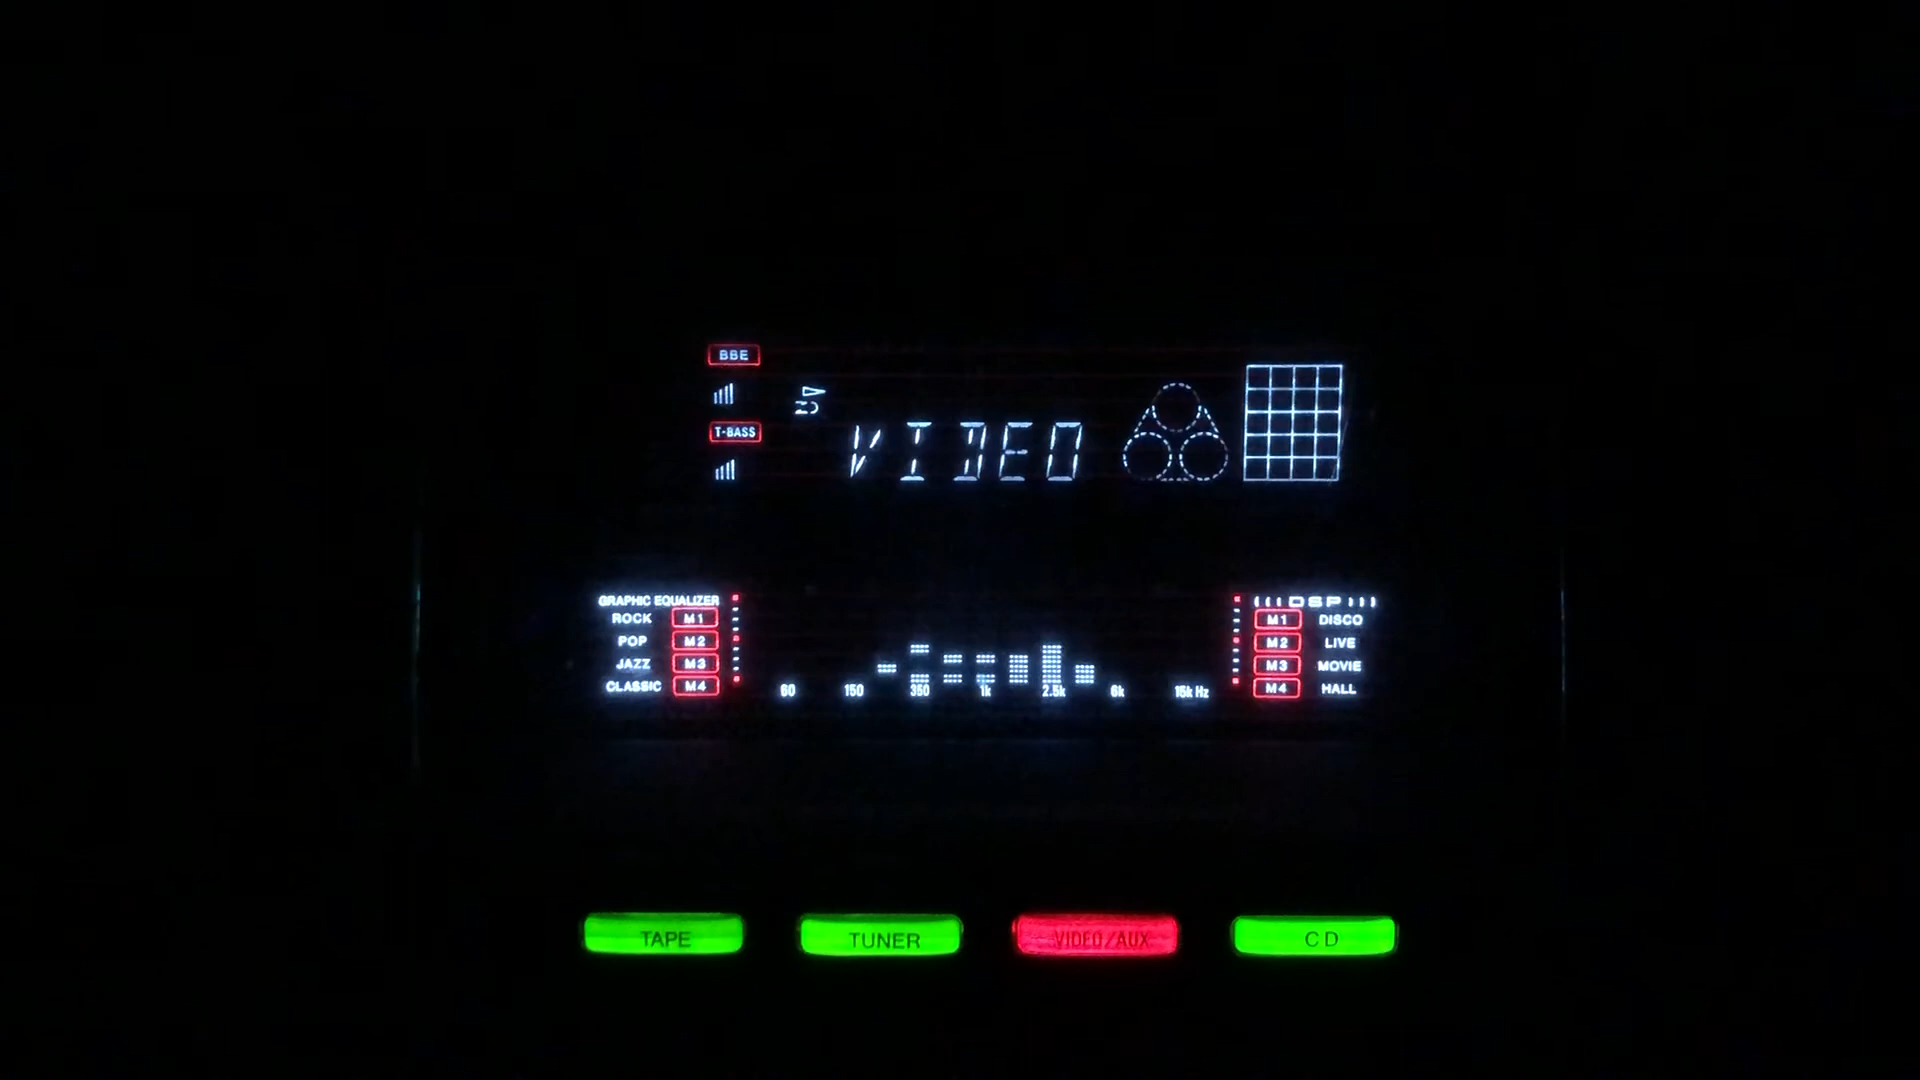 BBE
T-BASS
VIDEO
GRAPHIC EQUALIZER
ROCK M1
POP M2
JAZZ M3
CLASSIC M4
60 150 350 1k 2.5k 6k 15k Hz
DSP
M1 DISCO
M2 LIVE
M3 MOVIE
M4 HALL
TAPE TUNER VIDEO/AUX CD